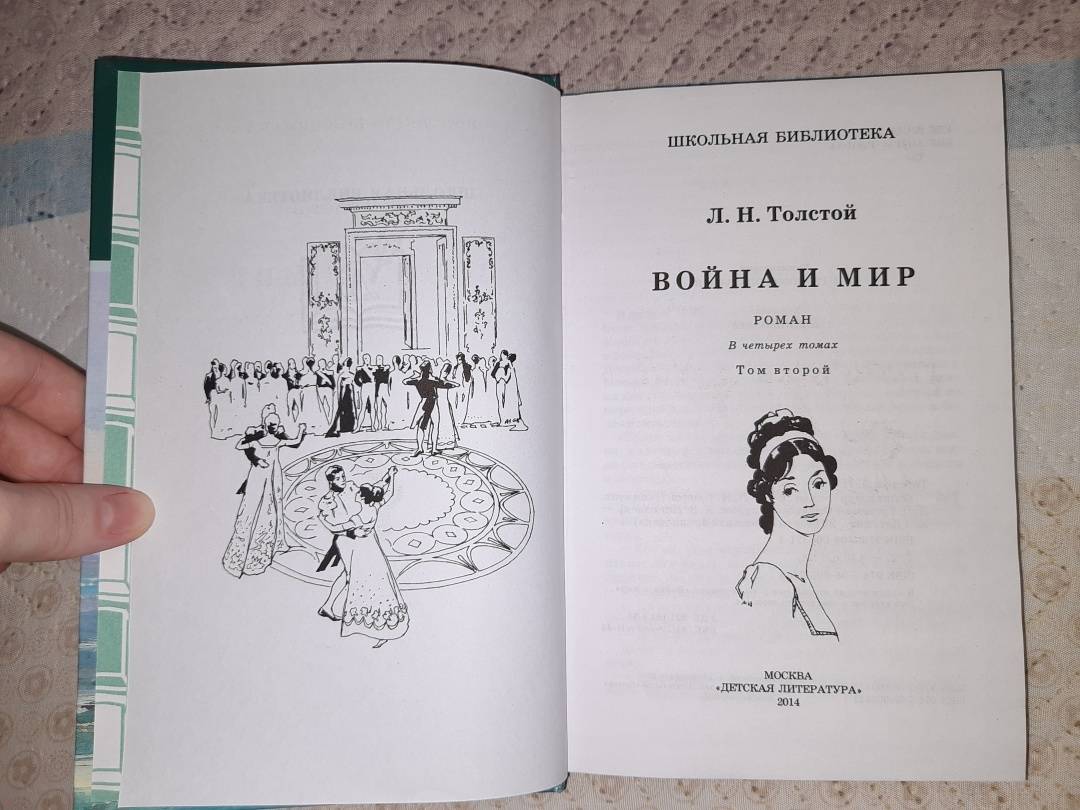 ШКОЛЬНАЯ БИБЛИОТЕКА
Л. Н. Толстой
ВОЙНА И МИР
РОМАН
В четырех томах
Том второй
МОСКВА
«ДЕТСКАЯ ЛИТЕРАТУРА»
2014